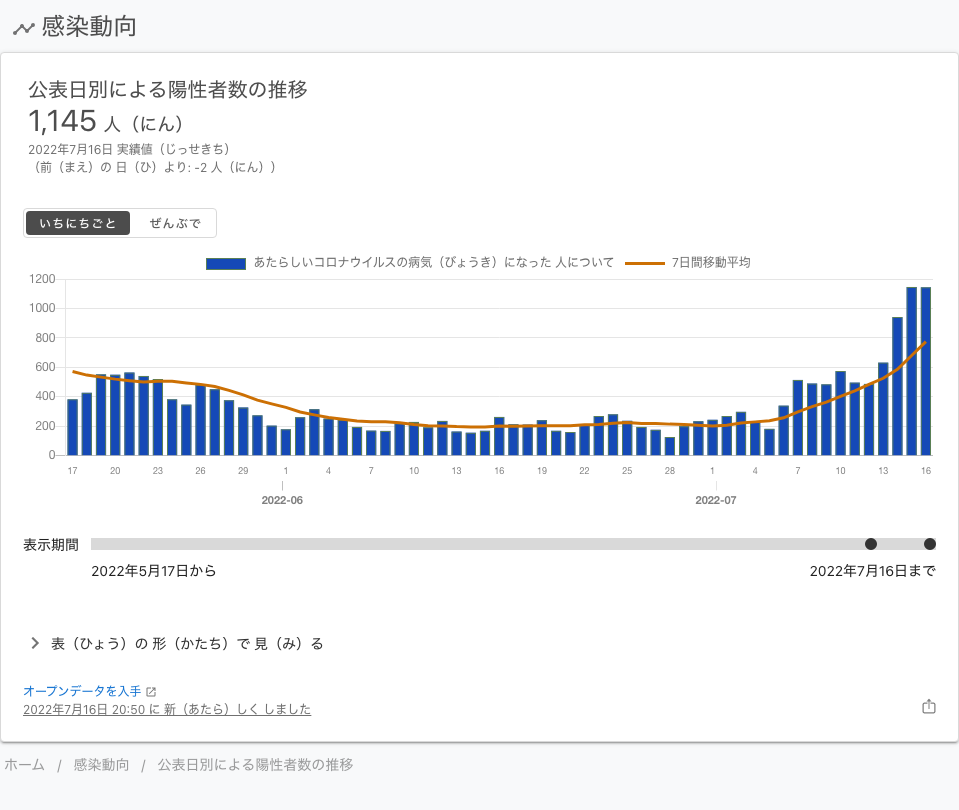 感染動向
公表日別による陽性者数の推移
1,145 人（にん）
2022年7月16日 実績値（じっせきち）
（前（まえ）の 日（ひ）より: -2 人（にん））
いちにちごと ぜんぶで
あたらしいコロナウイルスの病気（びょうき）になった 人について 7日間移動平均
1200
1000
800
600
400
200
0
17 20 23 26 29 1 4 7 10 13 16 19 22 25 28 1 4 7 10 13 16
2022-06 2022-07
表示期間
2022年5月17日から 2022年7月16日まで
表（ひょう）の 形（かたち）で 見（み）る
オープンデータを入手
2022年7月16日 20:50 に 新（あたら）しく しました
ホーム / 感染動向 / 公表日別による陽性者数の推移